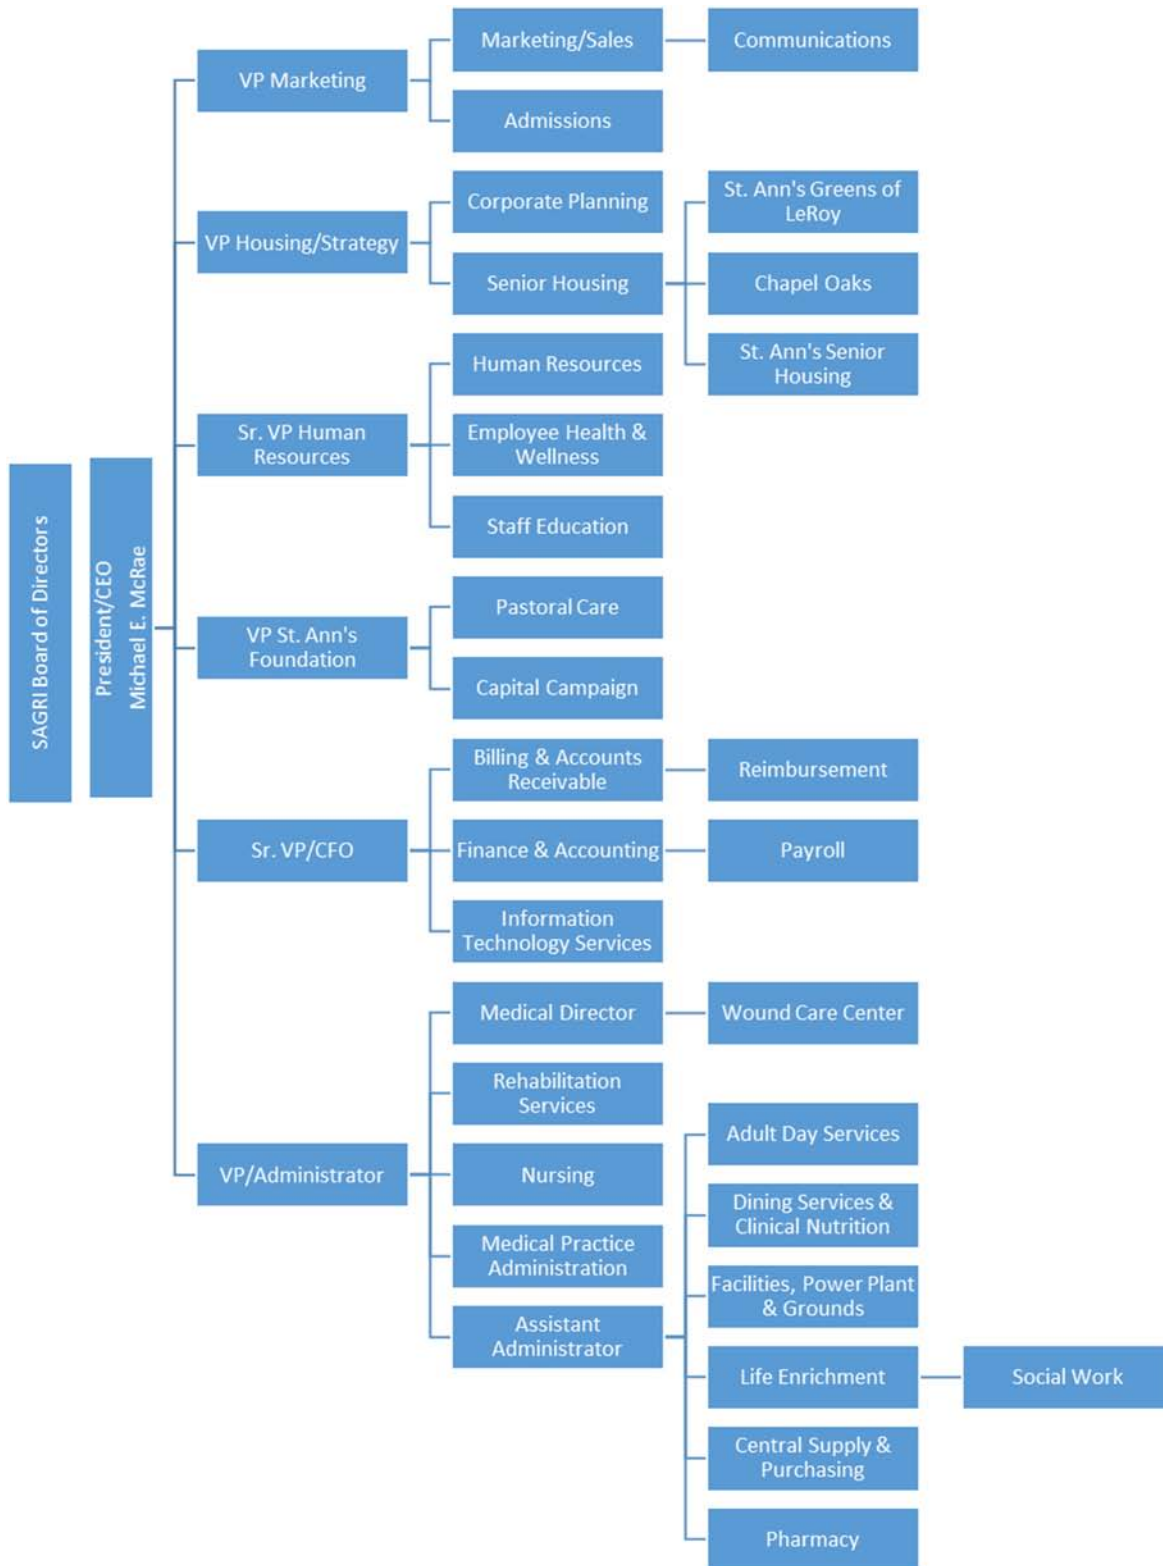 SAGRI Board of Directors
President/CEO
Michael E. McRae
VP Marketing
Marketing/Sales
Communications
Admissions
VP Housing/Strategy
Corporate Planning
Senior Housing
St. Ann's Greens of
LeRoy
Chapel Oaks
St. Ann's Senior
Housing
Sr. VP Human
Resources
Human Resources
Employee Health &
Wellness
Staff Education
VP St. Ann's
Foundation
Pastoral Care
Capital Campaign
Sr. VP/CFO
Billing & Accounts
Receivable
Reimbursement
Finance & Accounting
Payroll
Information
Technology Services
VP/Administrator
Medical Director
Wound Care Center
Rehabilitation
Services
Nursing
Medical Practice
Administration
Assistant
Administrator
Adult Day Services
Dining Services &
Clinical Nutrition
Facilities, Power Plant
& Grounds
Life Enrichment
Social Work
Central Supply &
Purchasing
Pharmacy